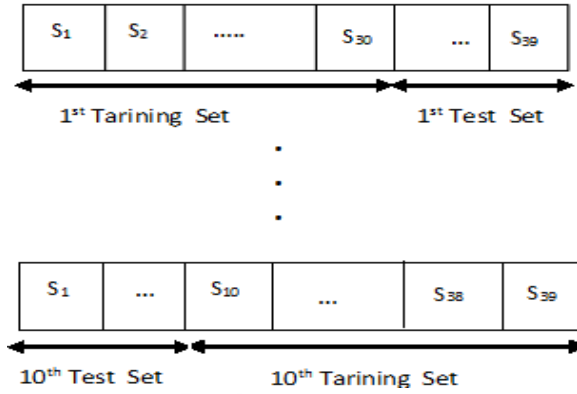 S1 S2 ..... S30 ... S39
1st Tarining Set 1st Test Set
S1 ... S10 ... S38 S39
10th Test Set 10th Tarining Set